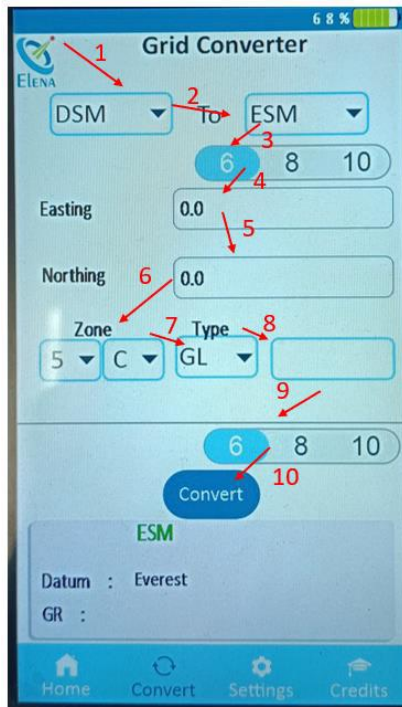 68%
Grid Converter
ELENA
1
2
DSM To ESM
3
6 8 10
4
Easting 0.0
5
Northing 0.0
6
Zone 7 Type 8
5 C GL
9
6 8 10
10
Convert
ESM
Datum : Everest
GR :
Home Convert Settings Credits